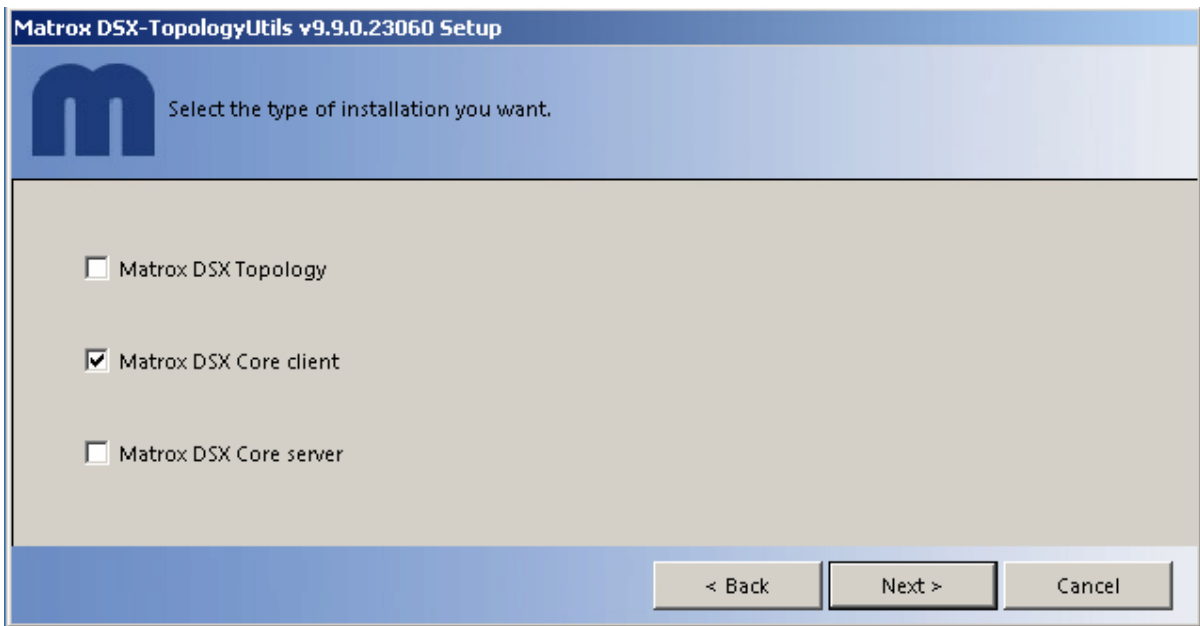 Matrox DSX-TopologyUtils v9.9.0.23060 Setup
m
Select the type of installation you want.
Matrox DSX Topology
Matrox DSX Core client
Matrox DSX Core server
< Back
Next >
Cancel